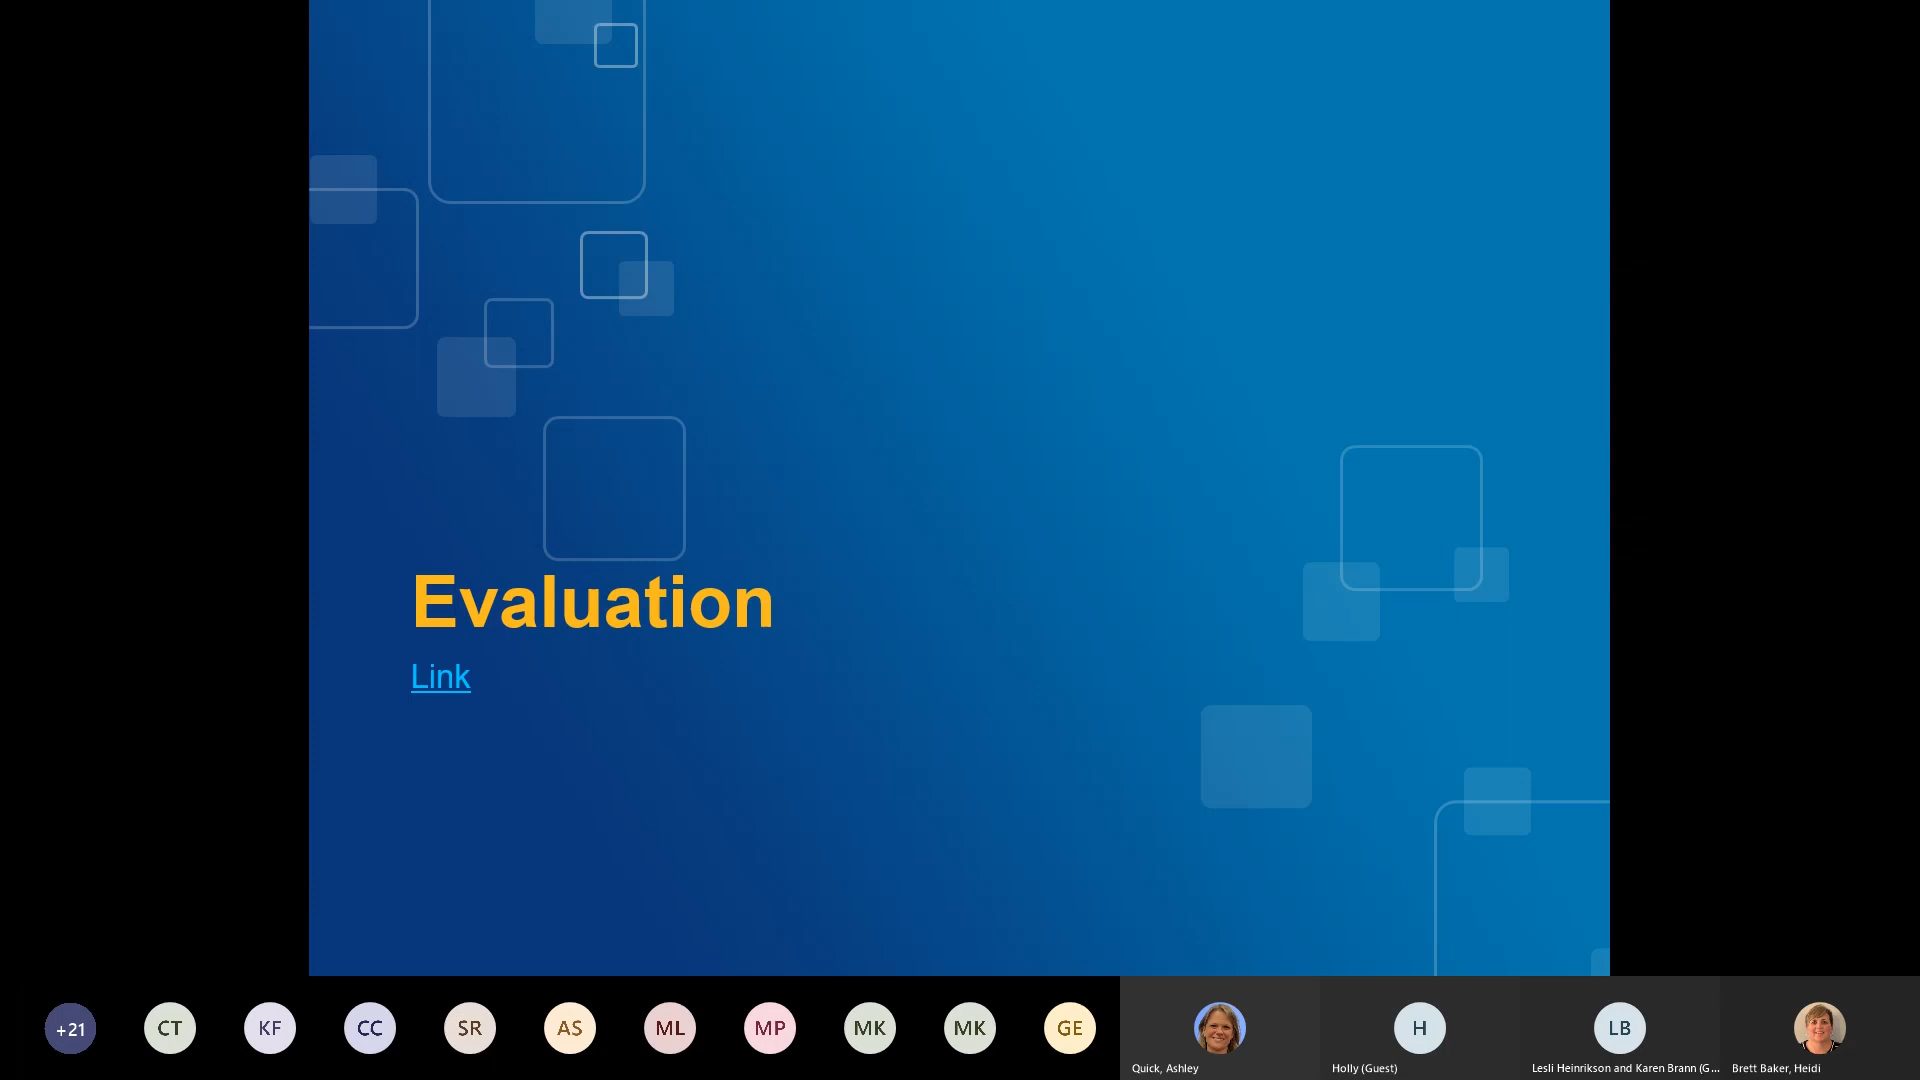 Evaluation
Link
+21
CT
KF
CC
SR
AS
ML
MP
MK
MK
GE
Quick, Ashley
H
Holly (Guest)
LB
Lesli Heinrikson and Karen Brann (G...
Brett Baker, Heidi